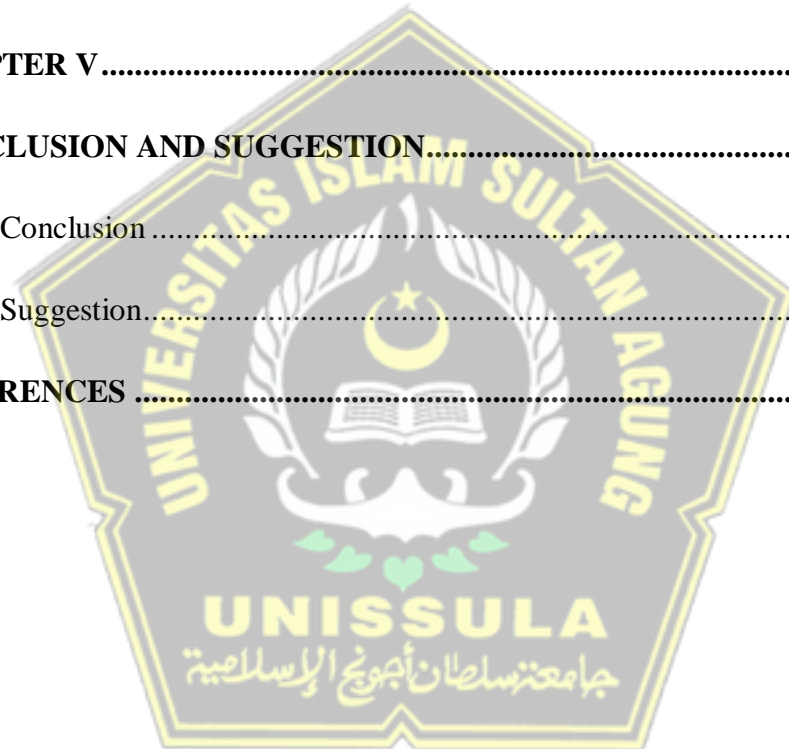 PTER V................................................................
CLUSION AND SUGGESTION................................................
Conclusion ................................................................
Suggestion................................................................
RENCES ................................................................
UNIVERSITAS ISLAM SULTAN AGUNG
UNISSULA
جامعة سلطان أجونج الإسلامية